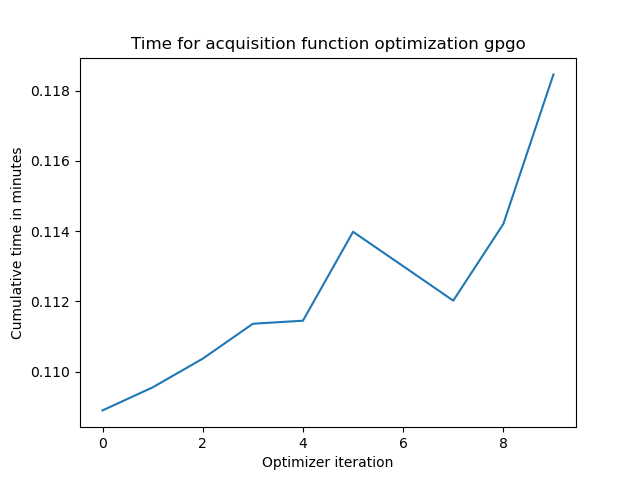 Time for acquisition function optimization gpgo
0.118
0.116
0.114
0.112
0.110
Cumulative time in minutes
0 2 4 6 8
Optimizer iteration